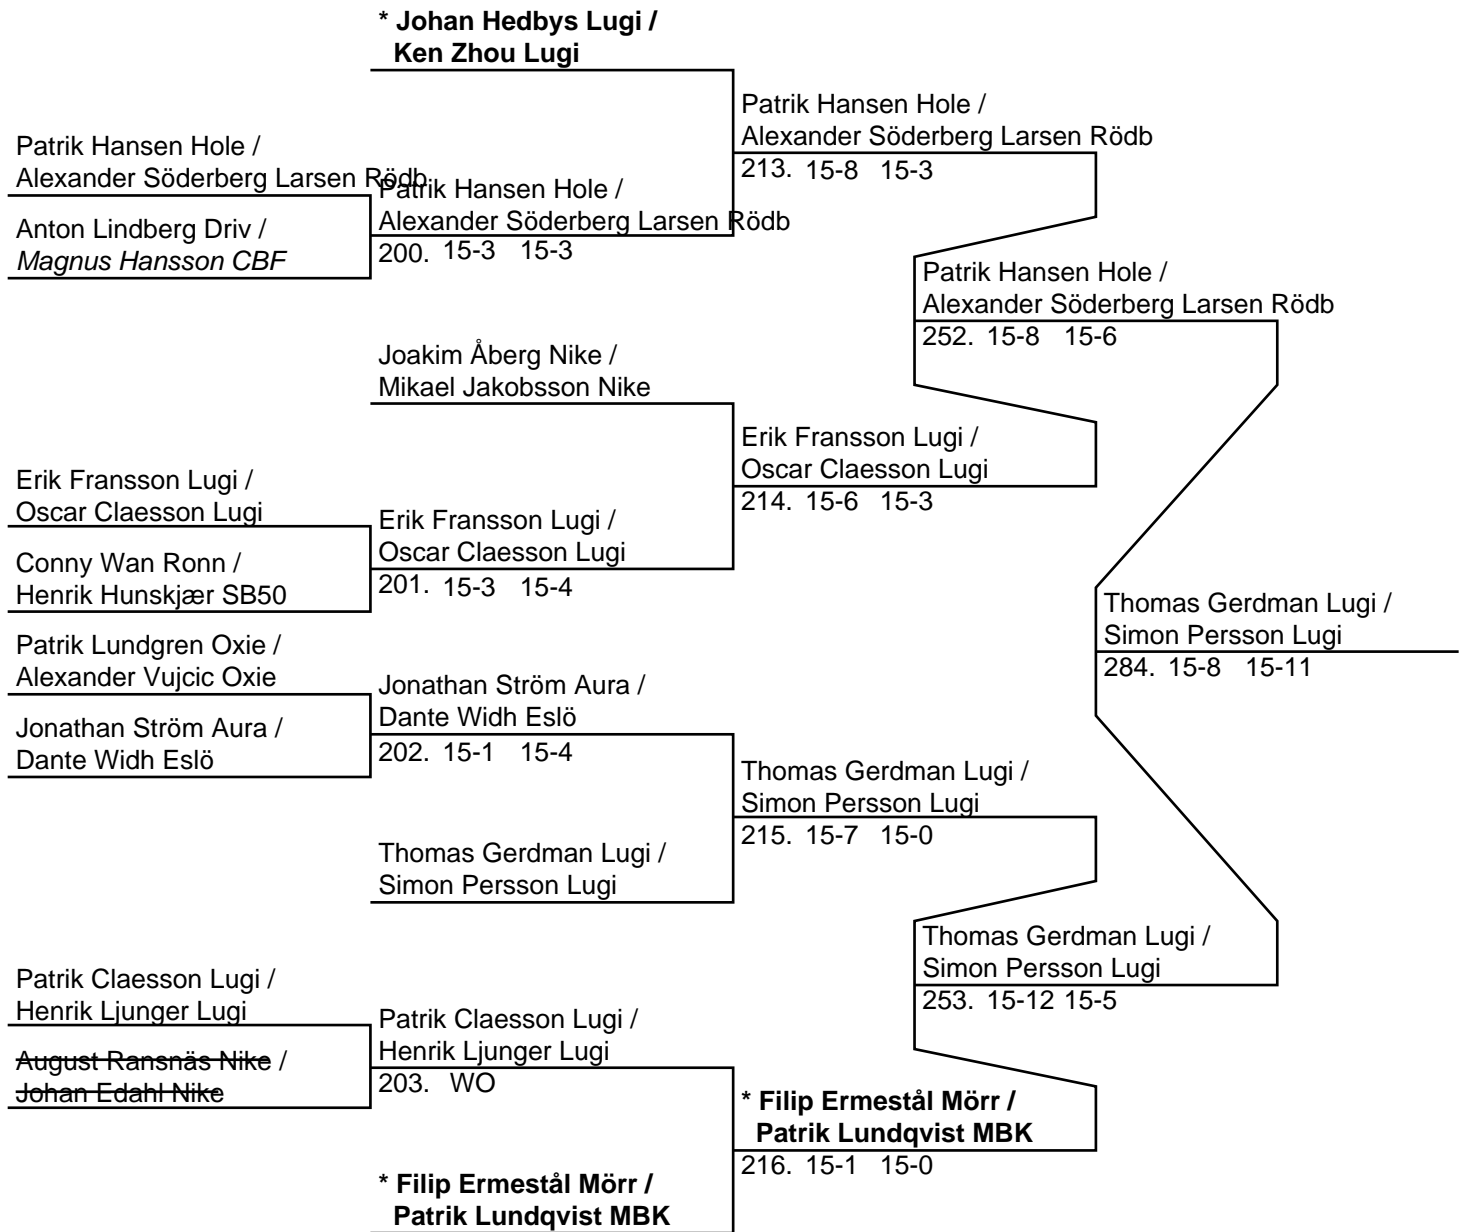 * Johan Hedbys Lugi /
Ken Zhou Lugi
Patrik Hansen Hole /
Alexander Söderberg Larsen Rödb
Anton Lindberg Driv /
Magnus Hansson CBF
Patrik Hansen Hole /
Alexander Söderberg Larsen Rödb
200. 15-3 15-3
Patrik Hansen Hole /
Alexander Söderberg Larsen Rödb
213. 15-8 15-3
Patrik Hansen Hole /
Alexander Söderberg Larsen Rödb
252. 15-8 15-6
Joakim Åberg Nike /
Mikael Jakobsson Nike
Erik Fransson Lugi /
Oscar Claesson Lugi
214. 15-6 15-3
Erik Fransson Lugi /
Oscar Claesson Lugi
Conny Wan Ronn /
Henrik Hunskjær SB50
Erik Fransson Lugi /
Oscar Claesson Lugi
201. 15-3 15-4
Thomas Gerdman Lugi /
Simon Persson Lugi
284. 15-8 15-11
Patrik Lundgren Oxie /
Alexander Vujcic Oxie
Jonathan Ström Aura /
Dante Widh Eslö
Jonathan Ström Aura /
Dante Widh Eslö
202. 15-1 15-4
Thomas Gerdman Lugi /
Simon Persson Lugi
215. 15-7 15-0
Thomas Gerdman Lugi /
Simon Persson Lugi
Thomas Gerdman Lugi /
Simon Persson Lugi
253. 15-12 15-5
Patrik Claesson Lugi /
Henrik Ljunger Lugi
August Ransnäs Nike /
Johan Edahl Nike
Patrik Claesson Lugi /
Henrik Ljunger Lugi
203. WO
* Filip Ermestål Mörr /
Patrik Lundqvist MBK
216. 15-1 15-0
* Filip Ermestål Mörr /
Patrik Lundqvist MBK